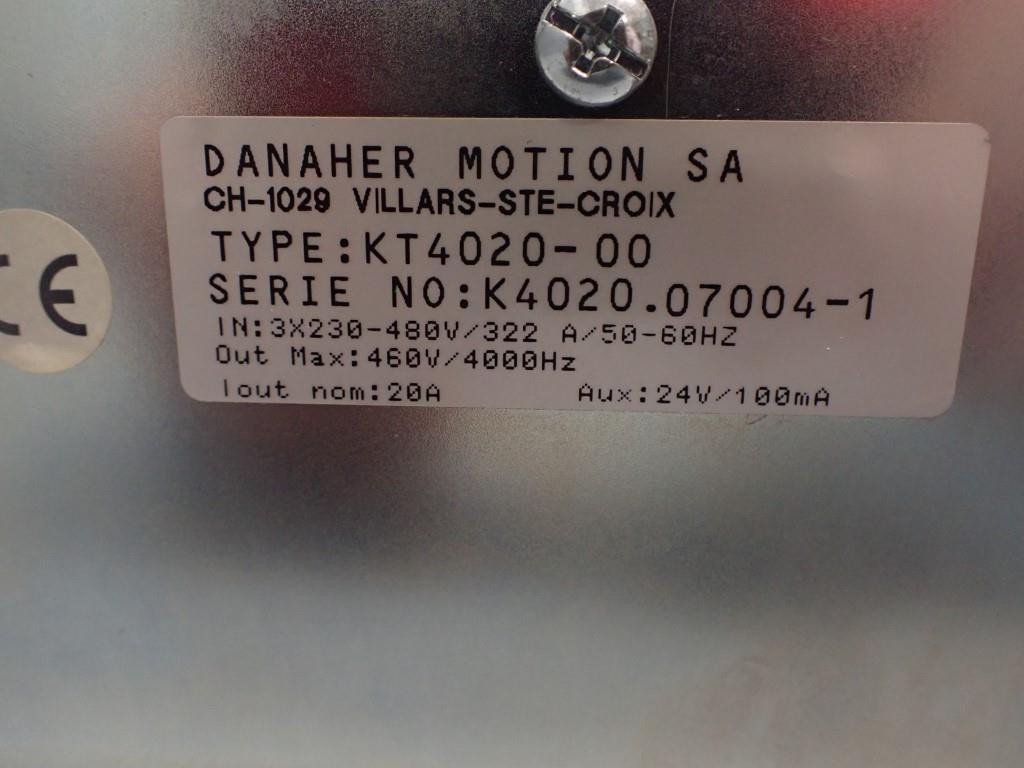 DANAHER MOTION SA
CH-1029 VILLARS-STE-CROIX
TYPE:KT4020-00
SERIE NO:K4020.07004-1
IN:3X230-480V/322 A/50-60HZ
Out Max:460V/4000Hz
Iout nom:20A Aux:24V/100mA
CE